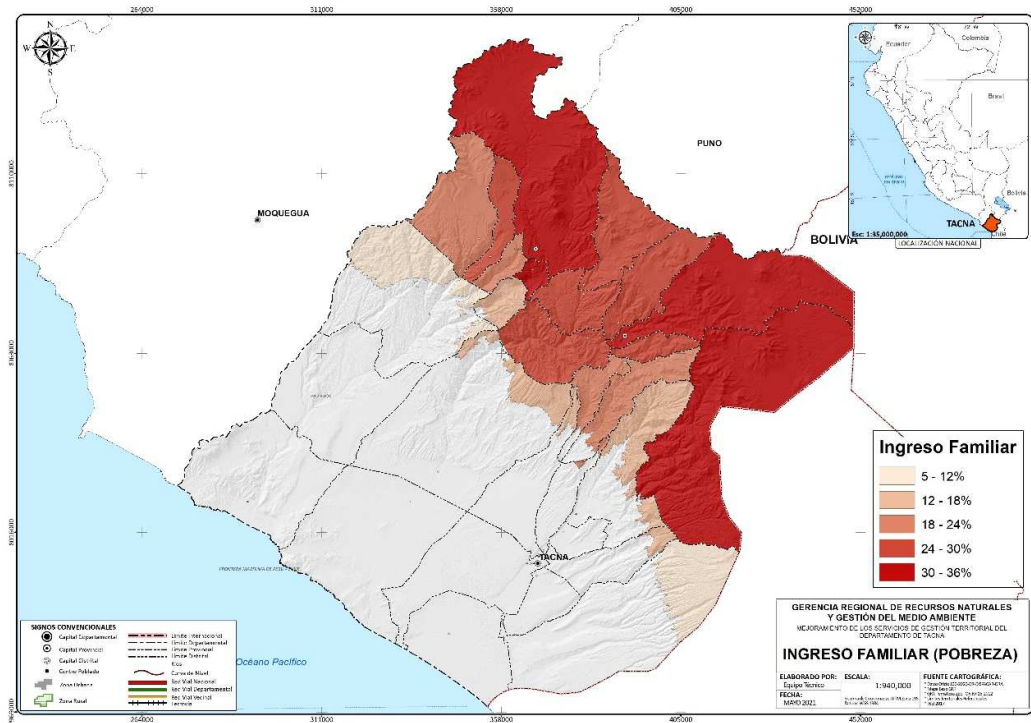 264000 311000 358000 405000 452000
N
W E
S
Ecuador
Colombia
Brasil
Bolivia
Chile
TACNA
Esc: 1:35,000,000
LOCALIZACIÓN NACIONAL
PUNO
MOQUEGUA
BOLIVIA
TACNA
Océano Pacífico
Ingreso Familiar
5 - 12%
12 - 18%
18 - 24%
24 - 30%
30 - 36%
SIGNOS CONVENCIONALES
Capital Departamental
Capital Provincial
Capital Distrital
Centro Poblado
Zona Urbana
Zona Rural
Límite Internacional
Límite Departamental
Límite Provincial
Límite Distrital
Ríos
Curva de Nivel
Red Vial Nacional
Red Vial Departamental
Red Vial Vecinal
GERENCIA REGIONAL DE RECURSOS NATURALES
Y GESTIÓN DEL MEDIO AMBIENTE
MEJORAMIENTO DE LOS SERVICIOS DE GESTIÓN TERRITORIAL DEL
DEPARTAMENTO DE TACNA
INGRESO FAMILIAR (POBREZA)
ELABORADO POR:
Equipo Técnico
FECHA:
MAYO 2021
ESCALA:
1:940,000
FUENTE CARTOGRÁFICA:
264000 311000 358000 405000 452000